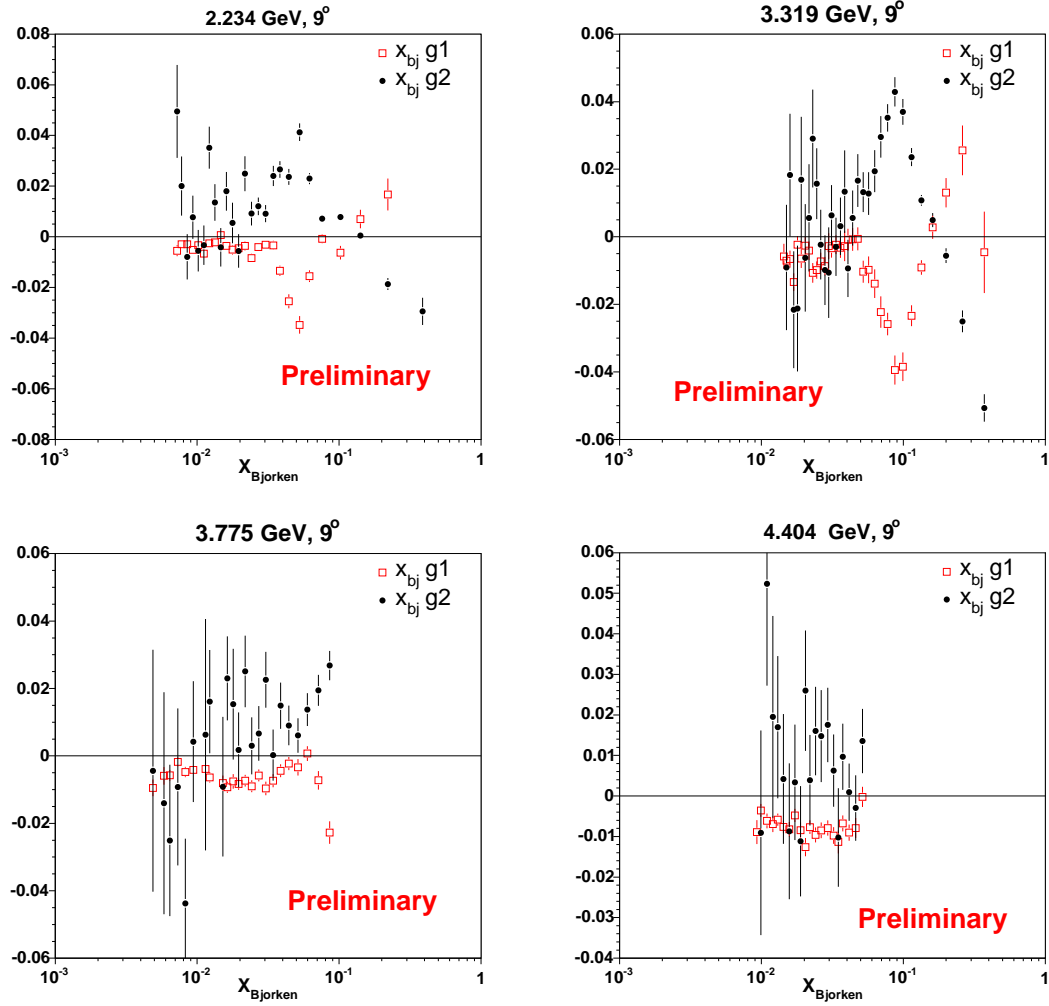 2.234 GeV, 9°
x_bj g1
x_bj g2
0.08
0.06
0.04
0.02
0
-0.02
-0.04
-0.06
-0.08
Preliminary
10^-3 10^-2 10^-1 1
X_Bjorken
3.319 GeV, 9°
x_bj g1
x_bj g2
0.06
0.04
0.02
0
-0.02
-0.04
-0.06
Preliminary
10^-3 10^-2 10^-1 1
X_Bjorken
3.775 GeV, 9°
x_bj g1
x_bj g2
0.06
0.04
0.02
0
-0.02
-0.04
-0.06
Preliminary
10^-3 10^-2 10^-1 1
X_Bjorken
4.404 GeV, 9°
x_bj g1
x_bj g2
0.06
0.05
0.04
0.03
0.02
0.01
0
-0.01
-0.02
-0.03
-0.04
Preliminary
10^-3 10^-2 10^-1 1
X_Bjorken